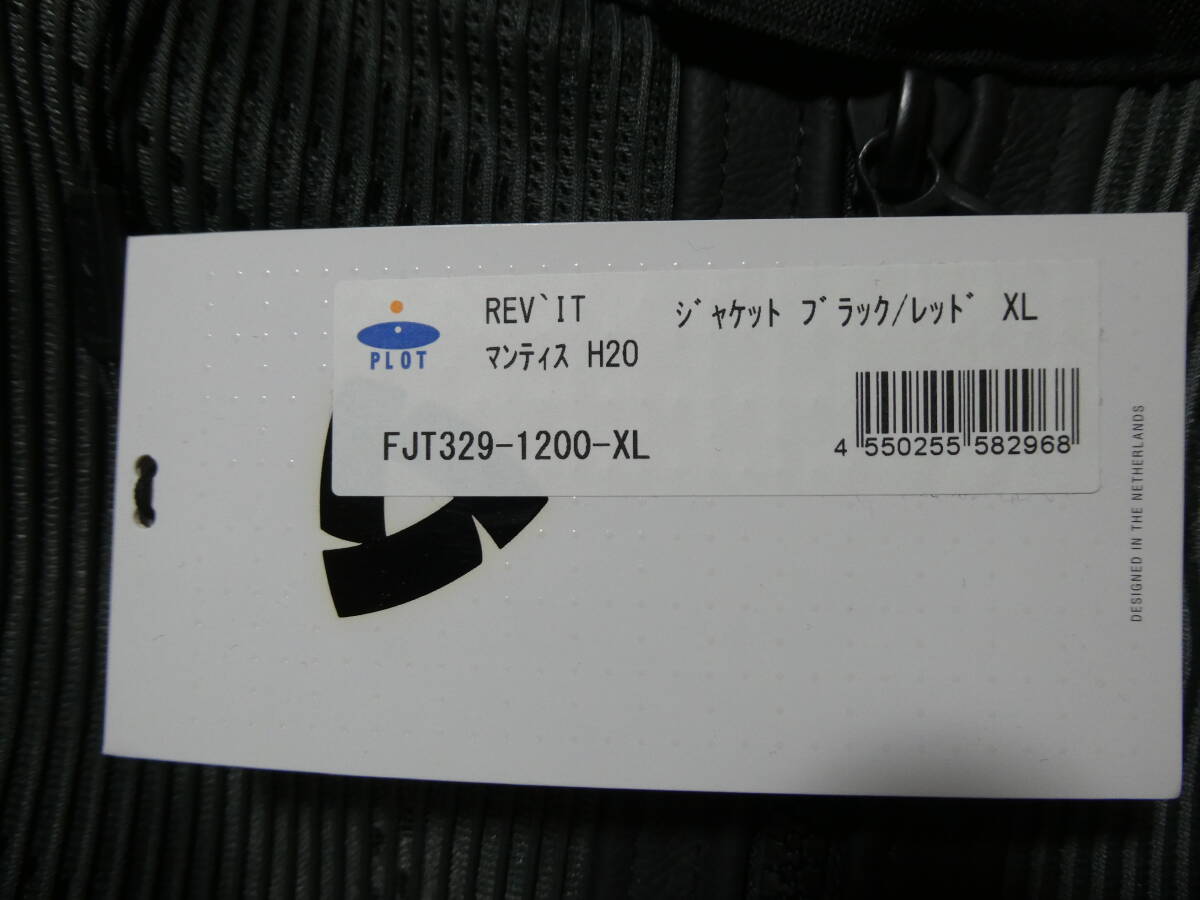 REV`IT ｼﾞｬｹｯﾄ ﾌﾞﾗｯｸ/ﾚｯﾄﾞ XL
PLOT
ﾏﾝﾃｨｽ H2O
FJT329-1200-XL
4 550255 582968
DESIGNED IN THE NETHERLANDS